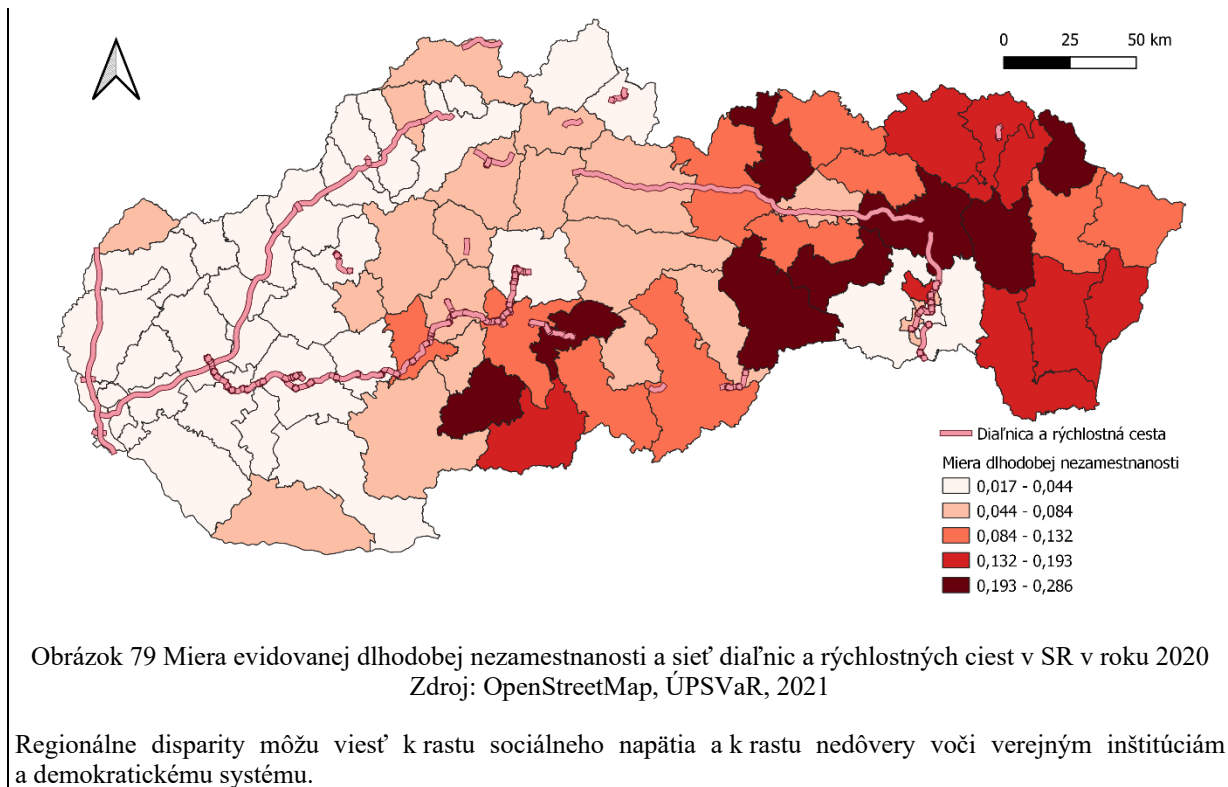 0 25 50 km
Diaľnica a rýchlostná cesta
Miera dlhodobej nezamestnanosti
0,017 - 0,044
0,044 - 0,084
0,084 - 0,132
0,132 - 0,193
0,193 - 0,286
Obrázok 79 Miera evidovanej dlhodobej nezamestnanosti a sieť diaľnic a rýchlostných ciest v SR v roku 2020
Zdroj: OpenStreetMap, ÚPSVaR, 2021
Regionálne disparity môžu viesť k rastu sociálneho napätia a k rastu nedôvery voči verejným inštitúciám
a demokratickému systému.